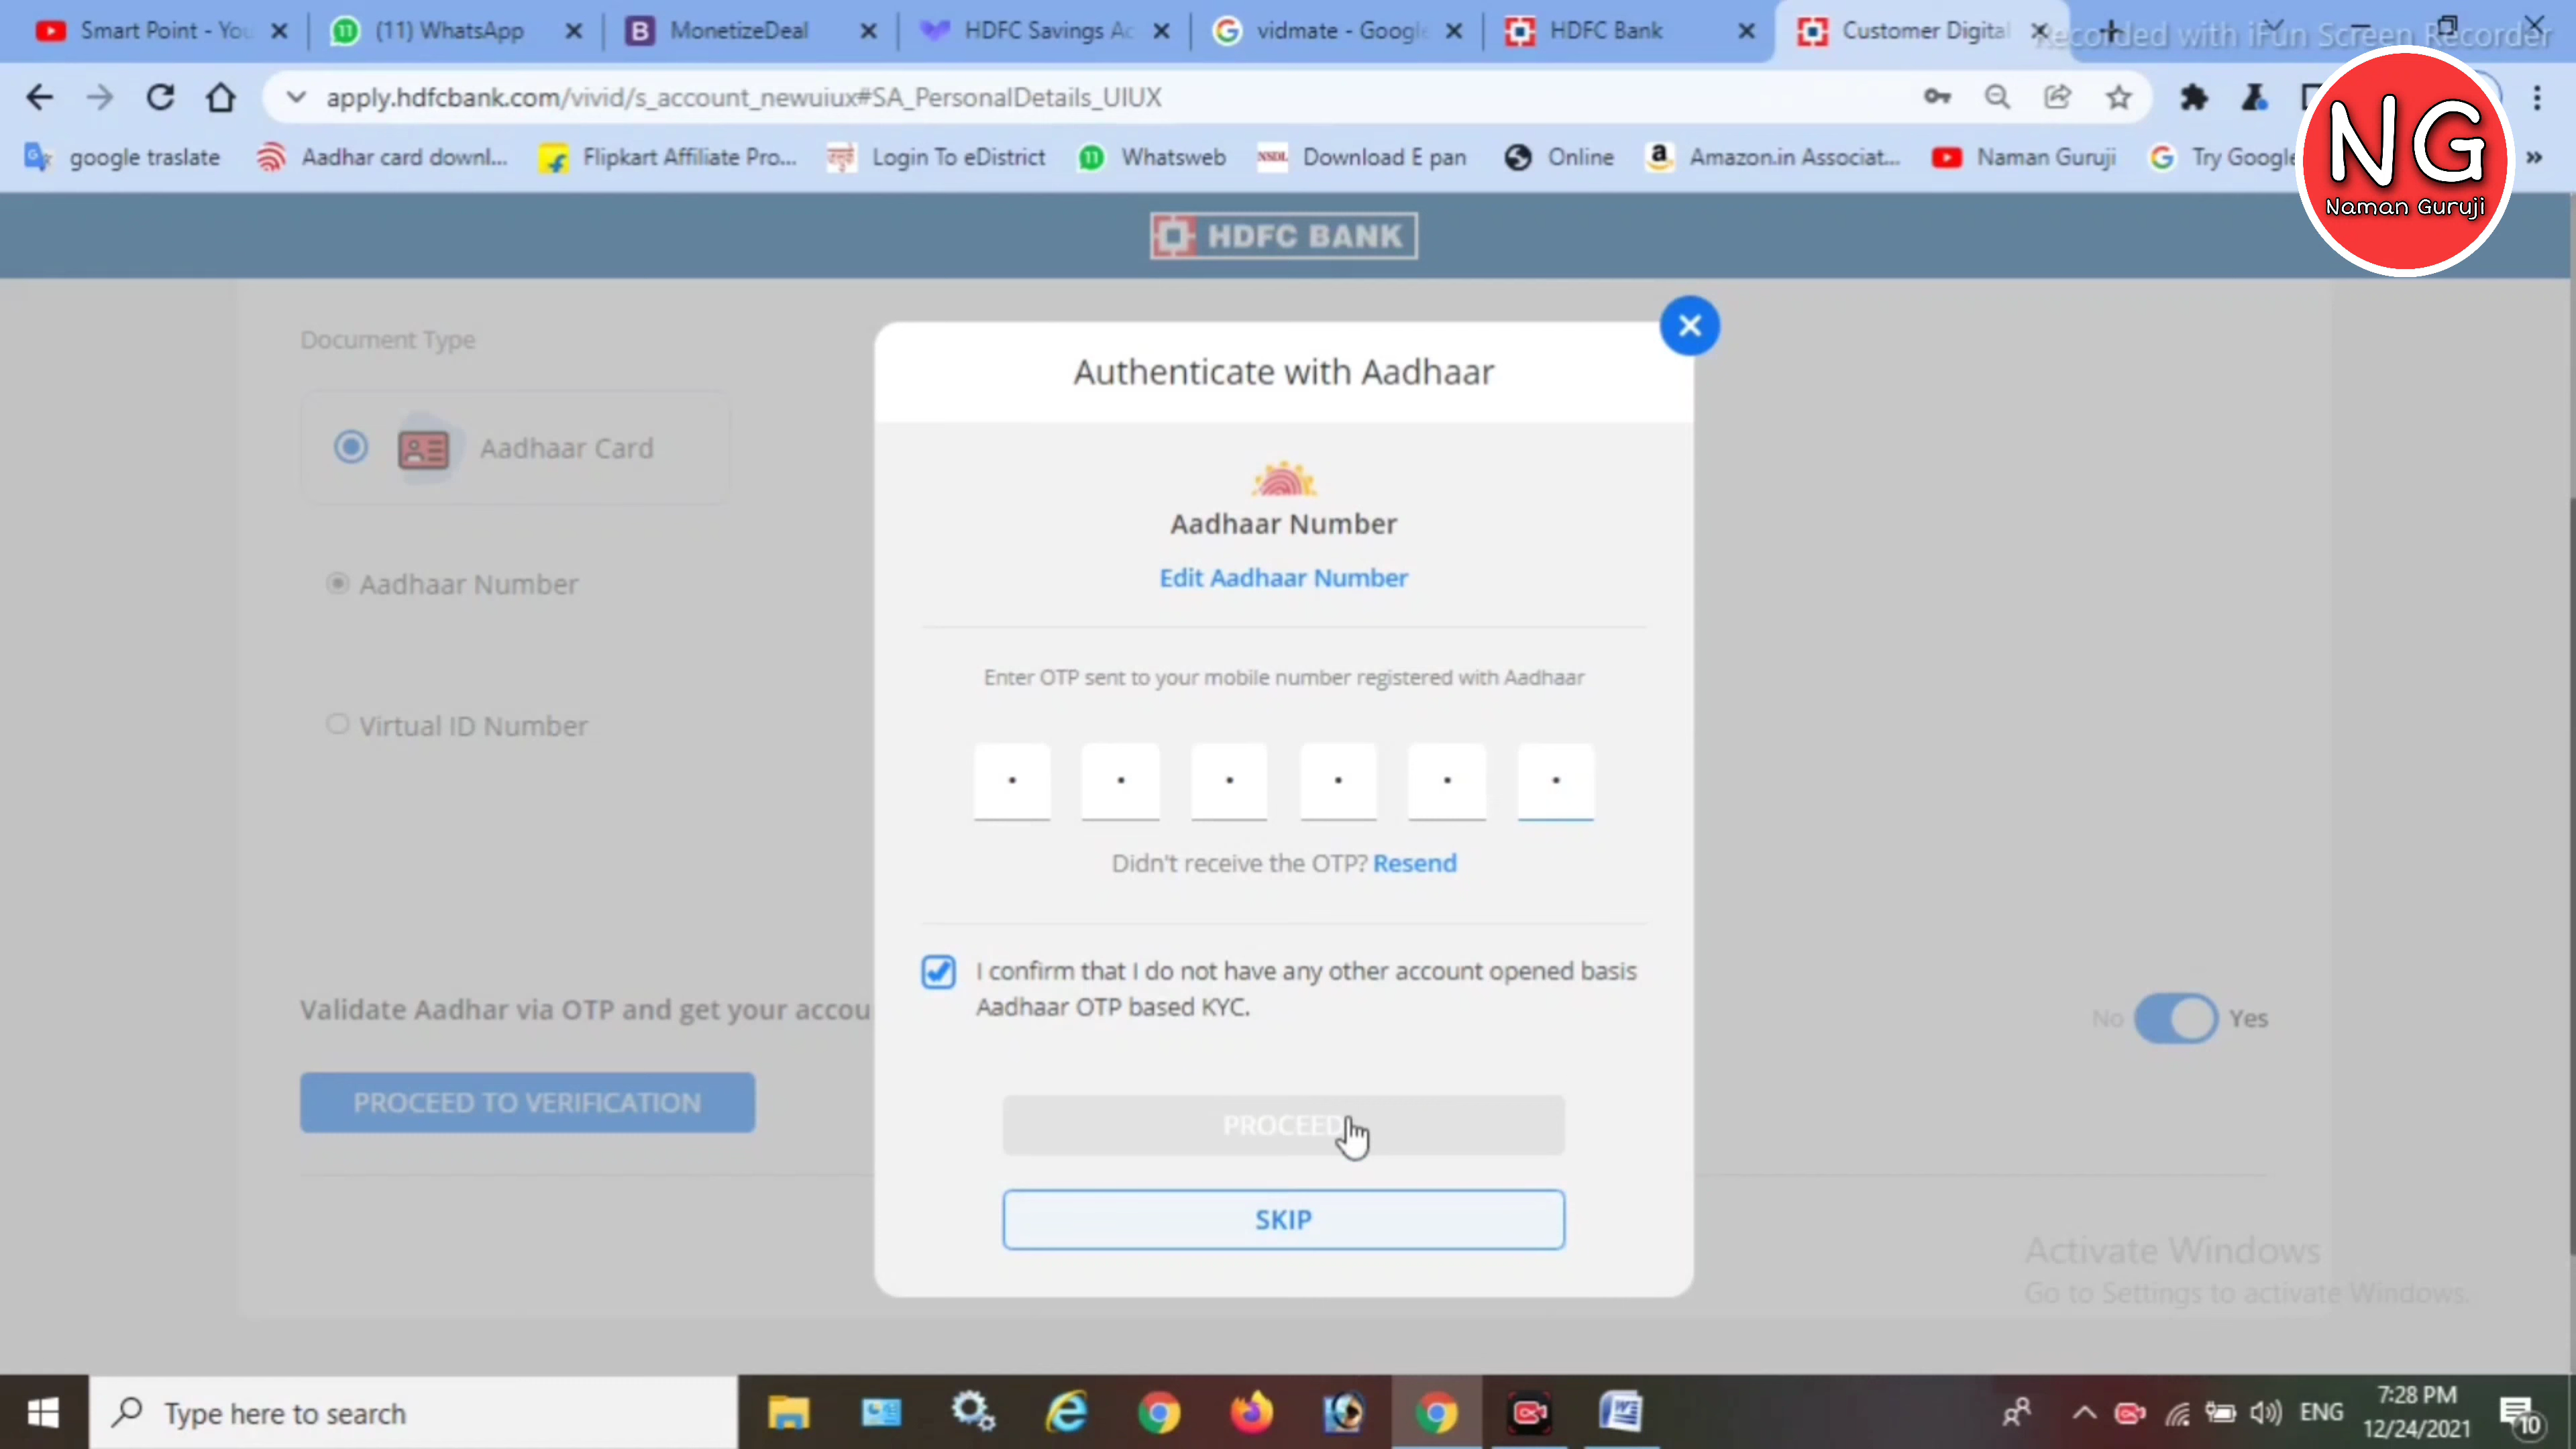 Smart Point - You
(11) WhatsApp
MonetizeDeal
HDFC Savings Ac
vidmate - Google
HDFC Bank
Customer Digital
Recorded with iFun Screen Recorder
apply.hdfcbank.com/vivid/s_account_newuiux#SA_PersonalDetails_UIUX
google traslate
Aadhar card downl...
Flipkart Affiliate Pro...
Login To eDistrict
Whatsweb
Download E pan
Online
Amazon.in Associat...
Naman Guruji
Try Google
NG
Naman Guruji
HDFC BANK
Document Type
Aadhaar Card
Aadhaar Number
Virtual ID Number
Validate Aadhar via OTP and get your accou
No
Yes
PROCEED TO VERIFICATION
Authenticate with Aadhaar
Aadhaar Number
Edit Aadhaar Number
Enter OTP sent to your mobile number registered with Aadhaar
Didn't receive the OTP? Resend
I confirm that I do not have any other account opened basis
Aadhaar OTP based KYC.
PROCEED
SKIP
Activate Windows
Go to Settings to activate Windows.
Type here to search
ENG
7:28 PM
12/24/2021
10